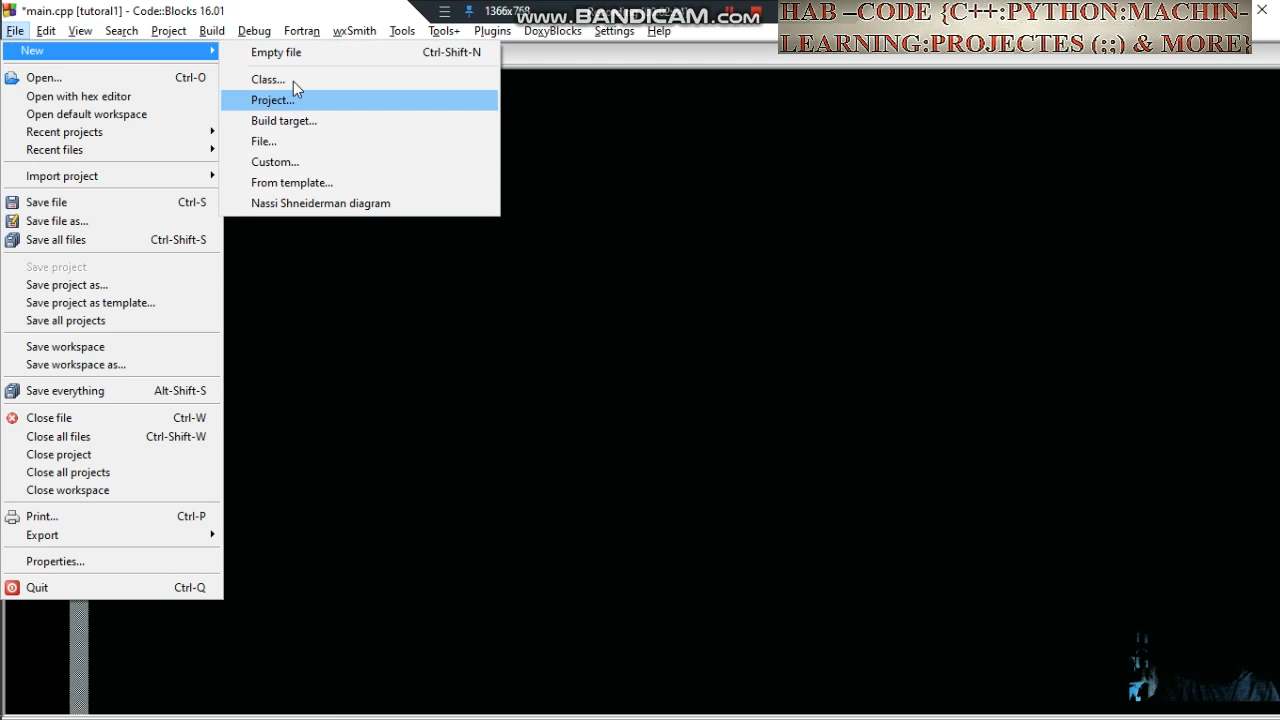 *main.cpp [tutorial1] - Code::Blocks 16.01
1366x768
www.BANDICAM.com
HAB –CODE {C++:PYTHON:MACHIN-
LEARNING:PROJECTES (;;) & MORE}
File Edit View Search Project Build Debug Fortran wxSmith Tools Tools+ Plugins DoxyBlocks Settings Help
New
Open... Ctrl-O
Open with hex editor
Open default workspace
Recent projects
Recent files
Import project
Save file Ctrl-S
Save file as...
Save all files Ctrl-Shift-S
Save project
Save project as...
Save project as template...
Save all projects
Save workspace
Save workspace as...
Save everything Alt-Shift-S
Close file Ctrl-W
Close all files Ctrl-Shift-W
Close project
Close all projects
Close workspace
Print... Ctrl-P
Export
Properties...
Quit Ctrl-Q
Empty file Ctrl-Shift-N
Class...
Project...
Build target...
File...
Custom...
From template...
Nassi Shneiderman diagram